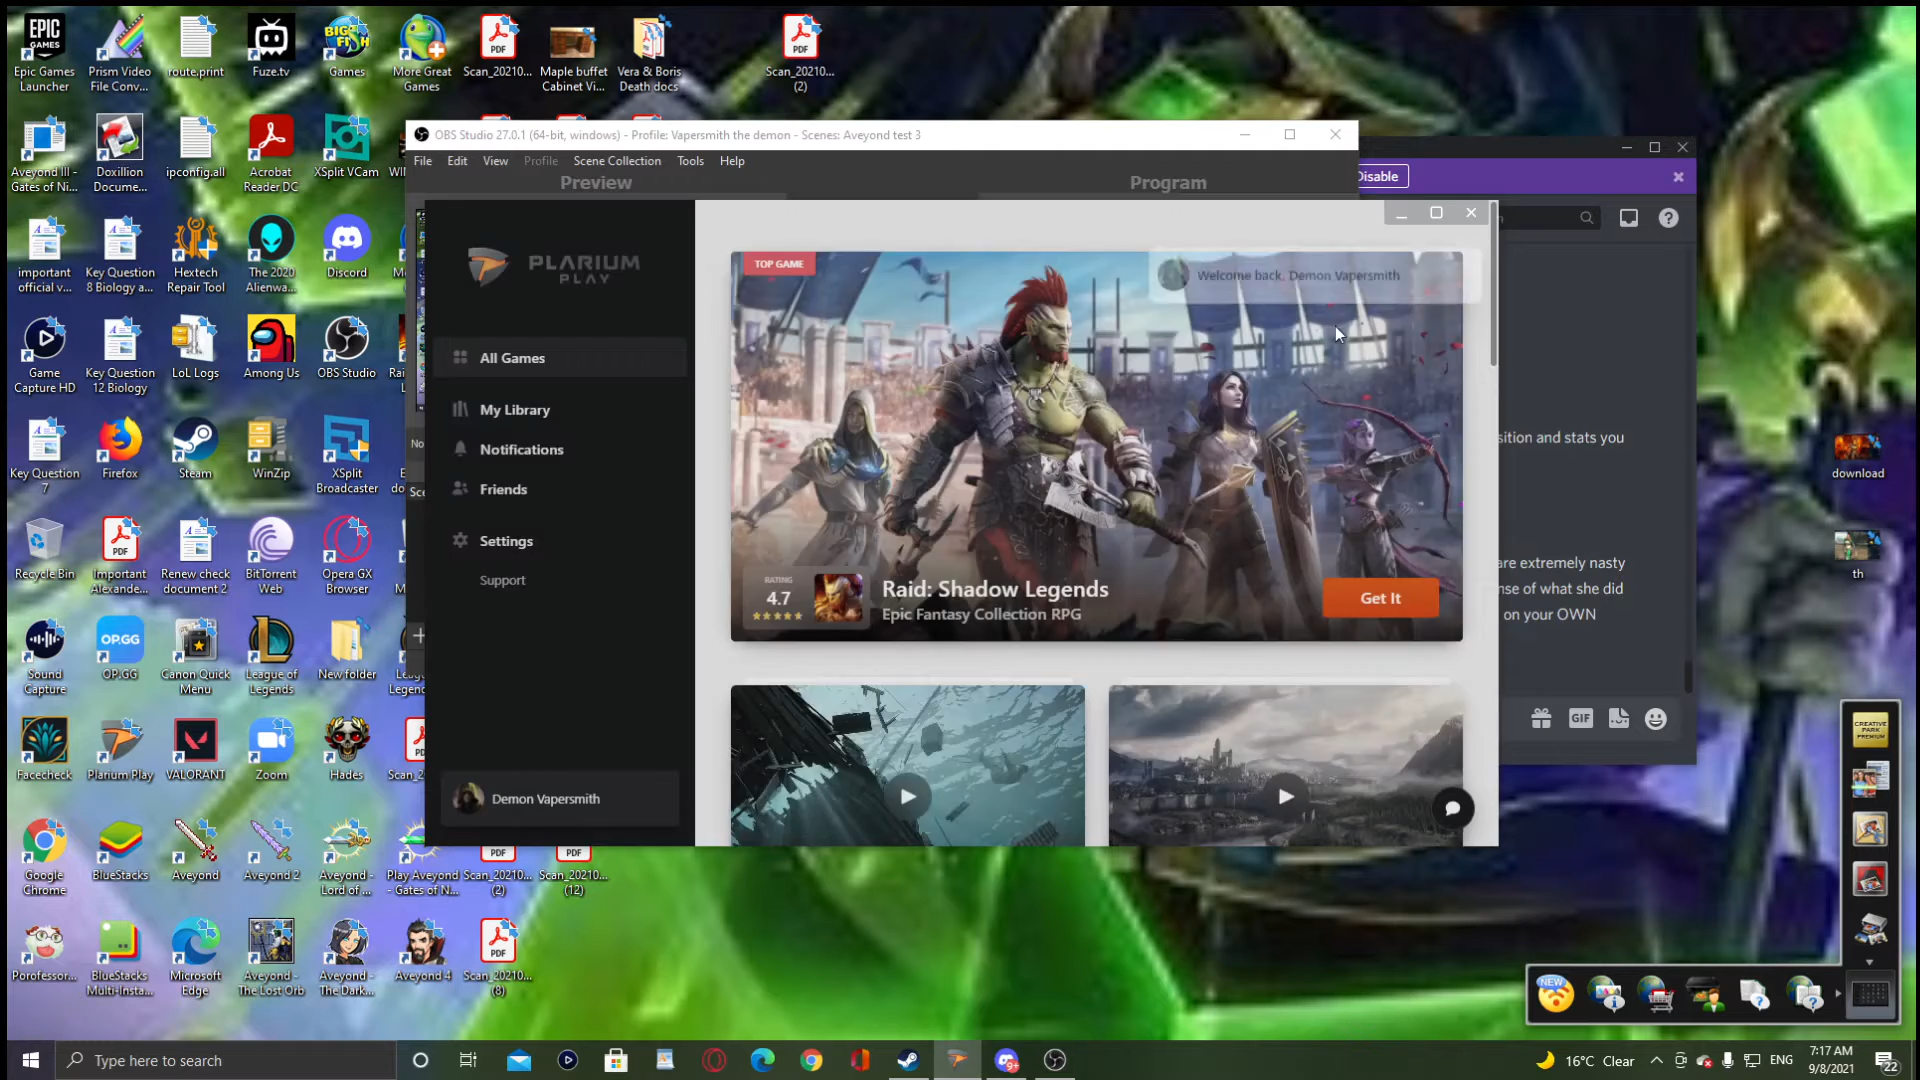 Epic Games
Launcher
Prism Video
File Conv...
route.print
Fuze.tv
Games
More Great
Games
Scan_20210...
Maple buffet
Cabinet Vi...
Vera & Boris
Death docs
Scan_20210...
(2)
Aveyond III -
Gates of Ni...
Doxillion
Docume...
ipconfig.all
Acrobat
Reader DC
XSplit VCam
important
official v...
Key Question
8 Biology a...
Hextech
Repair Tool
The 2020
Alienwa...
Discord
Game
Capture HD
Key Question
12 Biology
LoL Logs
Among Us
OBS Studio
Key Question
7
Firefox
Steam
WinZip
XSplit
Broadcaster
Recycle Bin
Important
Alexande...
Renew check
document 2
BitTorrent
Web
Opera GX
Browser
Sound
Capture
OP.GG
Canon Quick
Menu
League of
Legends
New folder
Facecheck
Plarium Play
VALORANT
Zoom
Hades
Google
Chrome
BlueStacks
Aveyond
Aveyond 2
Aveyond -
Lord of ...
Play Aveyond
- Gates of N...
Scan_20210...
(2)
Scan_20210...
(12)
Porofessor...
BlueStacks
Multi-Insta...
Microsoft
Edge
Aveyond -
The Lost Orb
Aveyond -
The Dark...
Aveyond 4
Scan_20210...
(8)
OBS Studio 27.0.1 (64-bit, windows) - Profile: Vapersmith the demon - Scenes: Aveyond test 3
File Edit View Profile Scene Collection Tools Help
Preview Program
Disable
PLARIUM
PLAY
All Games
My Library
Notifications
Friends
Settings
Support
Demon Vapersmith
TOP GAME
Welcome back, Demon Vapersmith
RATING
4.7
Raid: Shadow Legends
Epic Fantasy Collection RPG
Get It
sition and stats you
are extremely nasty
nse of what she did
on your OWN
GIF
download
th
CREATIVE
PARK
PREMIUM
NEW
Type here to search
16°C Clear
ENG
7:17 AM
9/8/2021
22